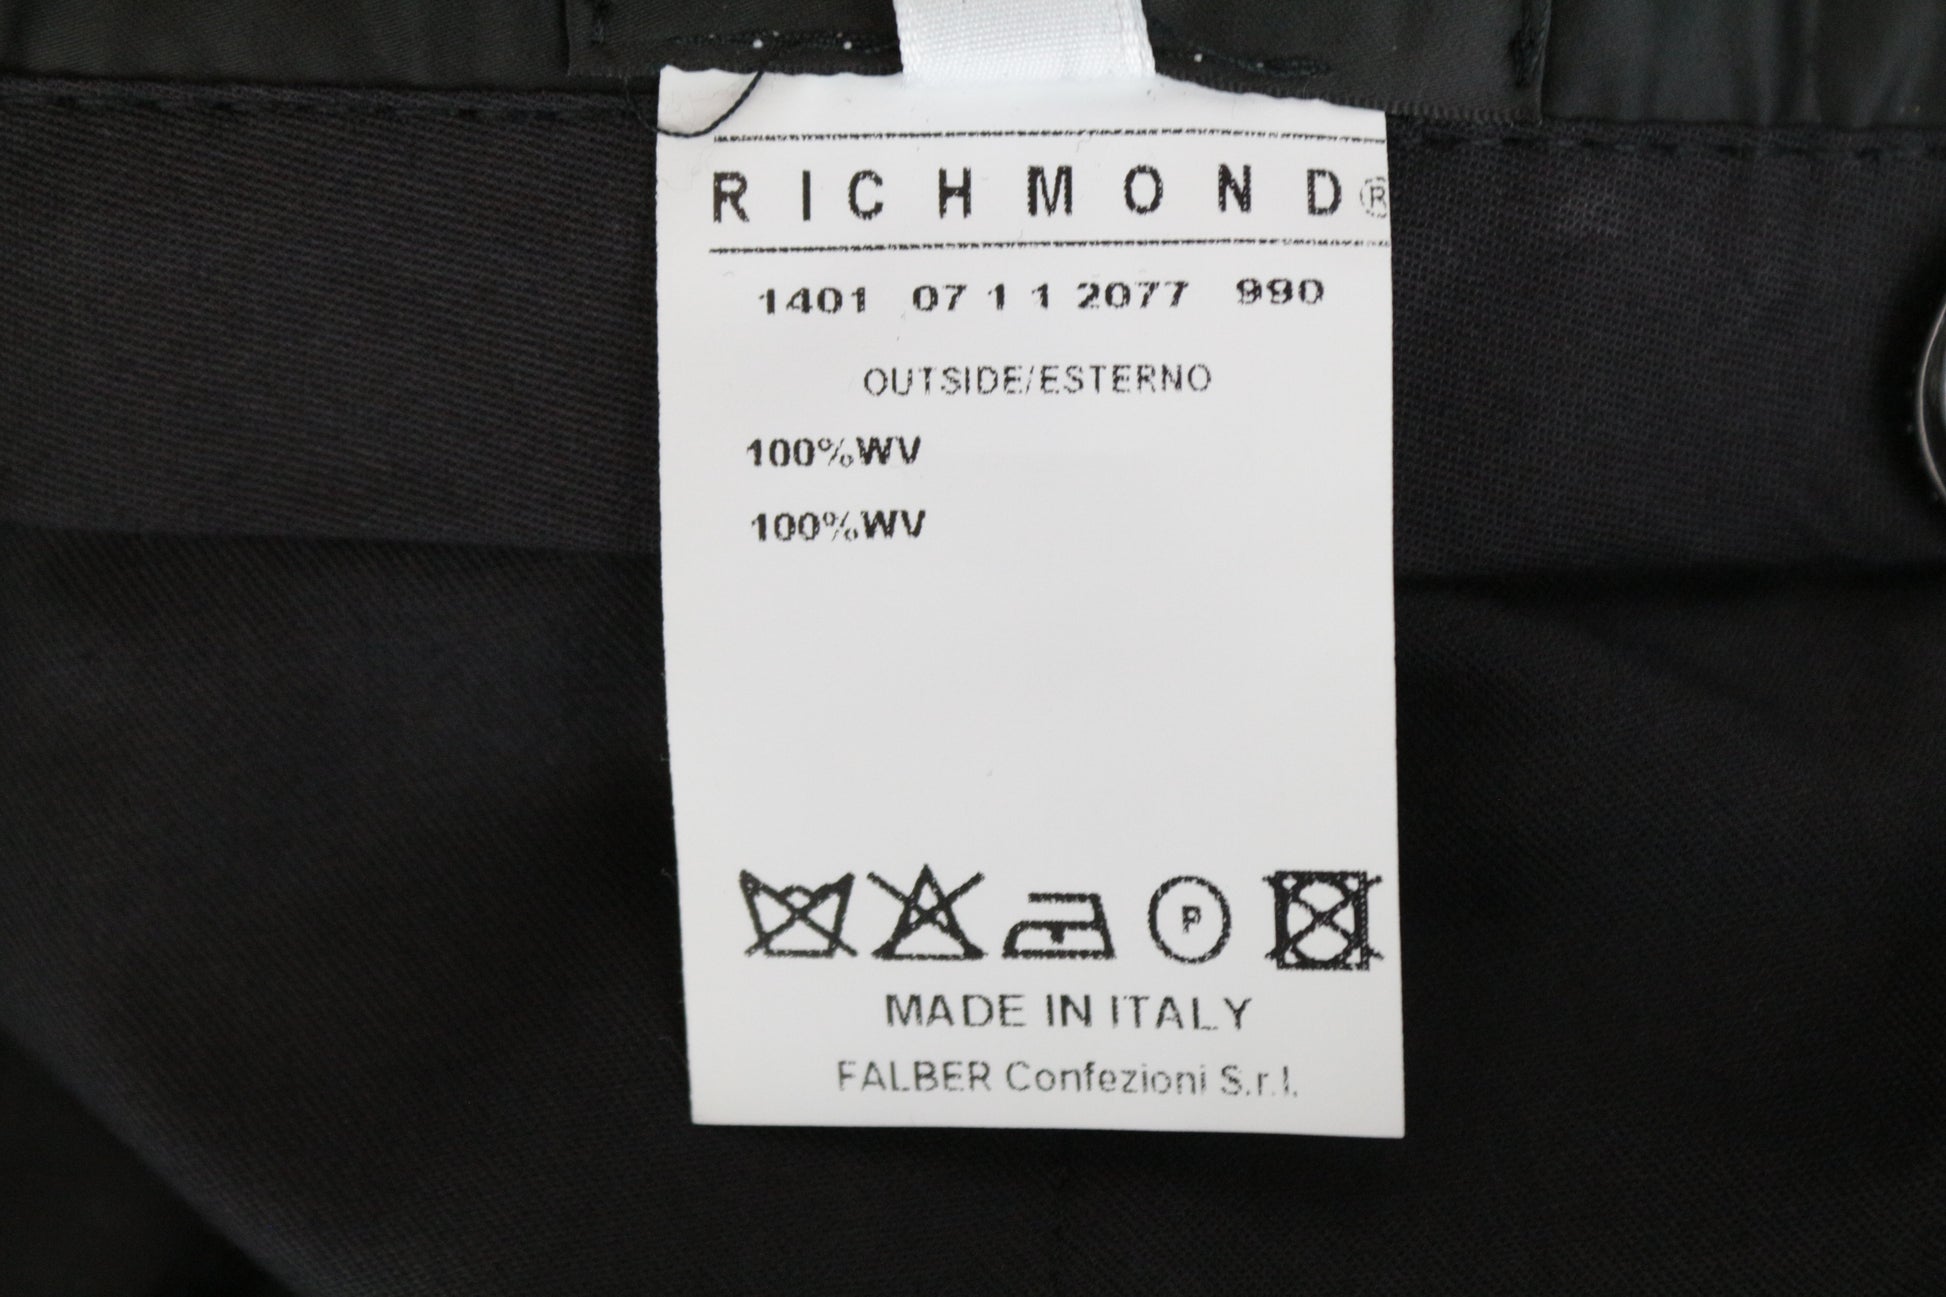 RICHMOND®
1401 07 1 1 2077 990
OUTSIDE/ESTERNO
100%WV
100%WV
P
MADE IN ITALY
FALBER Confezioni S.r.l.